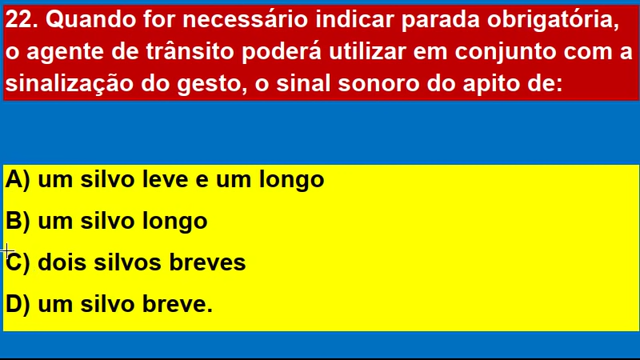 22. Quando for necessário indicar parada obrigatória,
o agente de trânsito poderá utilizar em conjunto com a
sinalização do gesto, o sinal sonoro do apito de:
A) um silvo leve e um longo
B) um silvo longo
C) dois silvos breves
D) um silvo breve.